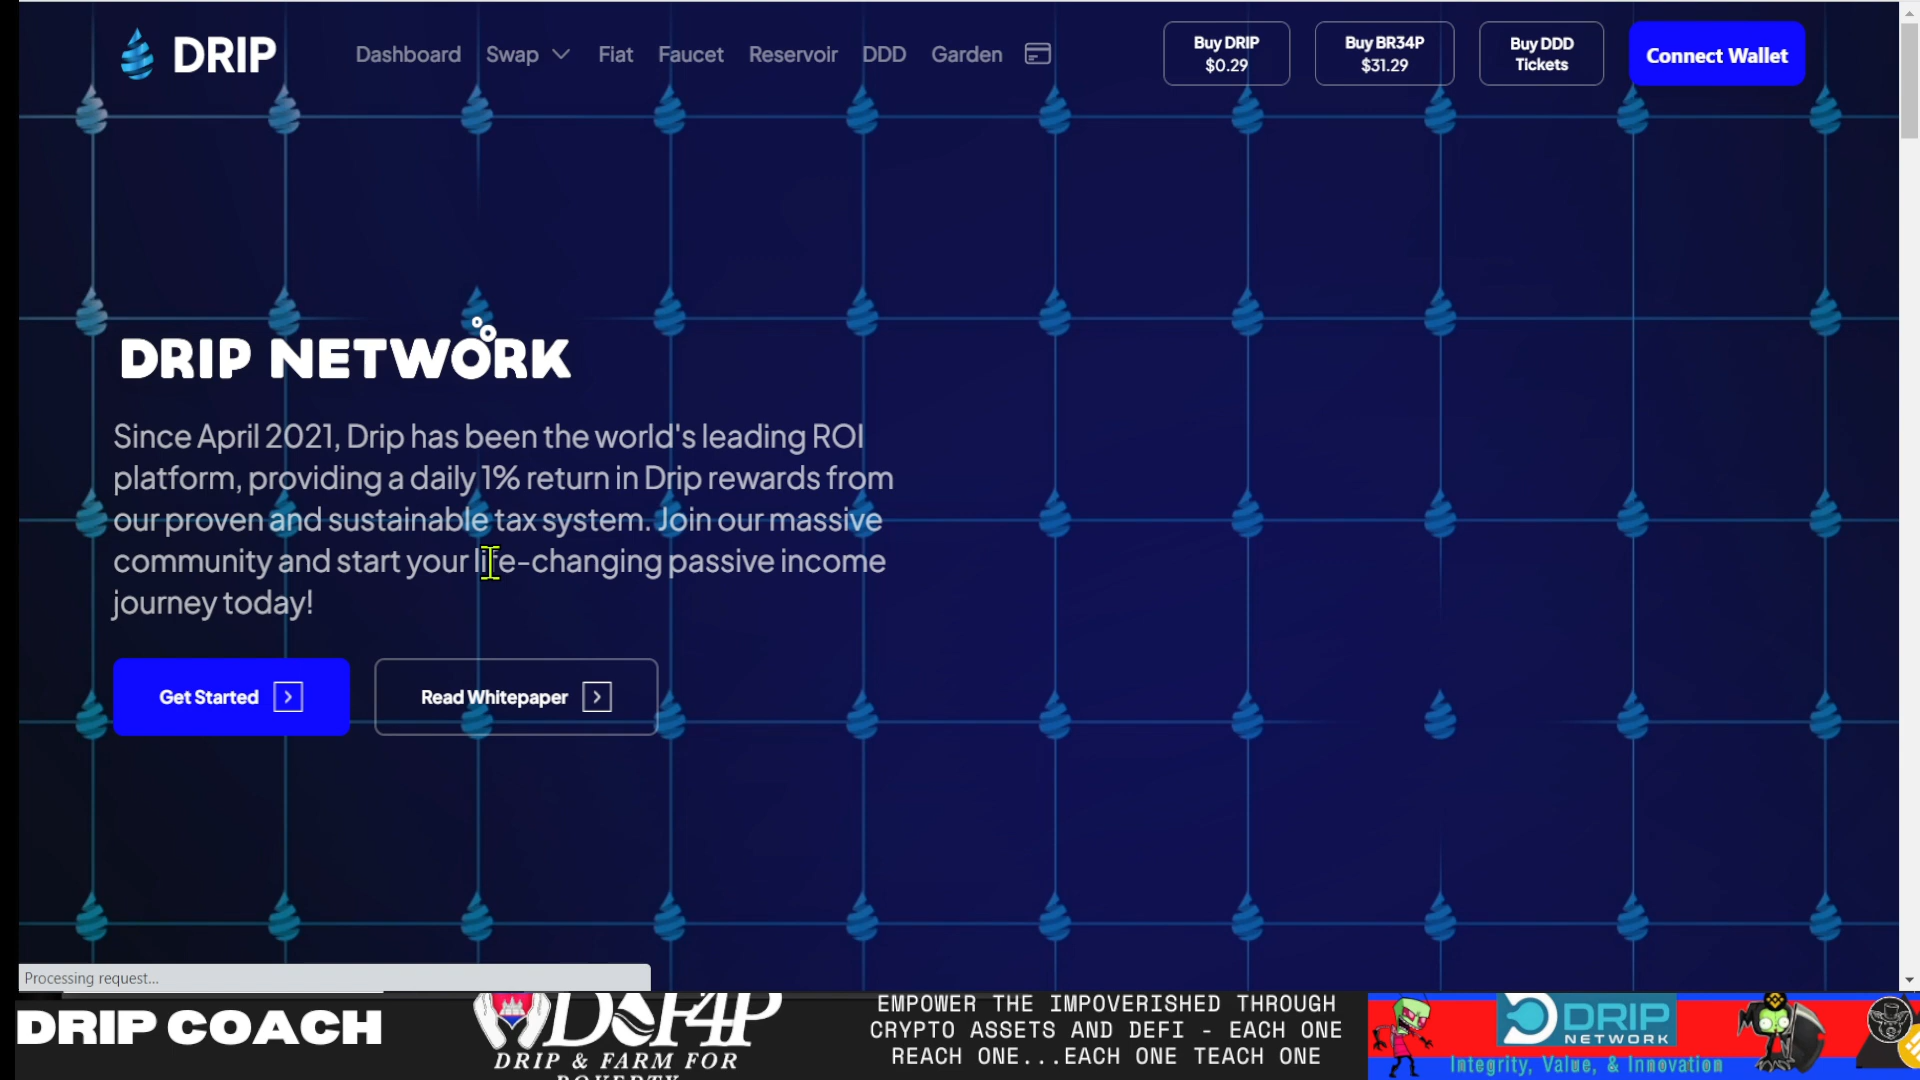 DRIP
Dashboard Swap Fiat Faucet Reservoir DDD Garden
Buy DRIP
$0.29
Buy BR34P
$31.29
Buy DDD
Tickets
Connect Wallet
DRIP NETWORK
Since April 2021, Drip has been the world's leading ROI
platform, providing a daily 1% return in Drip rewards from
our proven and sustainable tax system. Join our massive
community and start your life-changing passive income
journey today!
Get Started
Read Whitepaper
Processing request...
DRIP COACH
D&F4P
DRIP & FARM FOR
POVERTY
EMPOWER THE IMPOVERISHED THROUGH
CRYPTO ASSETS AND DEFI - EACH ONE
REACH ONE...EACH ONE TEACH ONE
DRIP
NETWORK
Integrity, Value, & Innovation